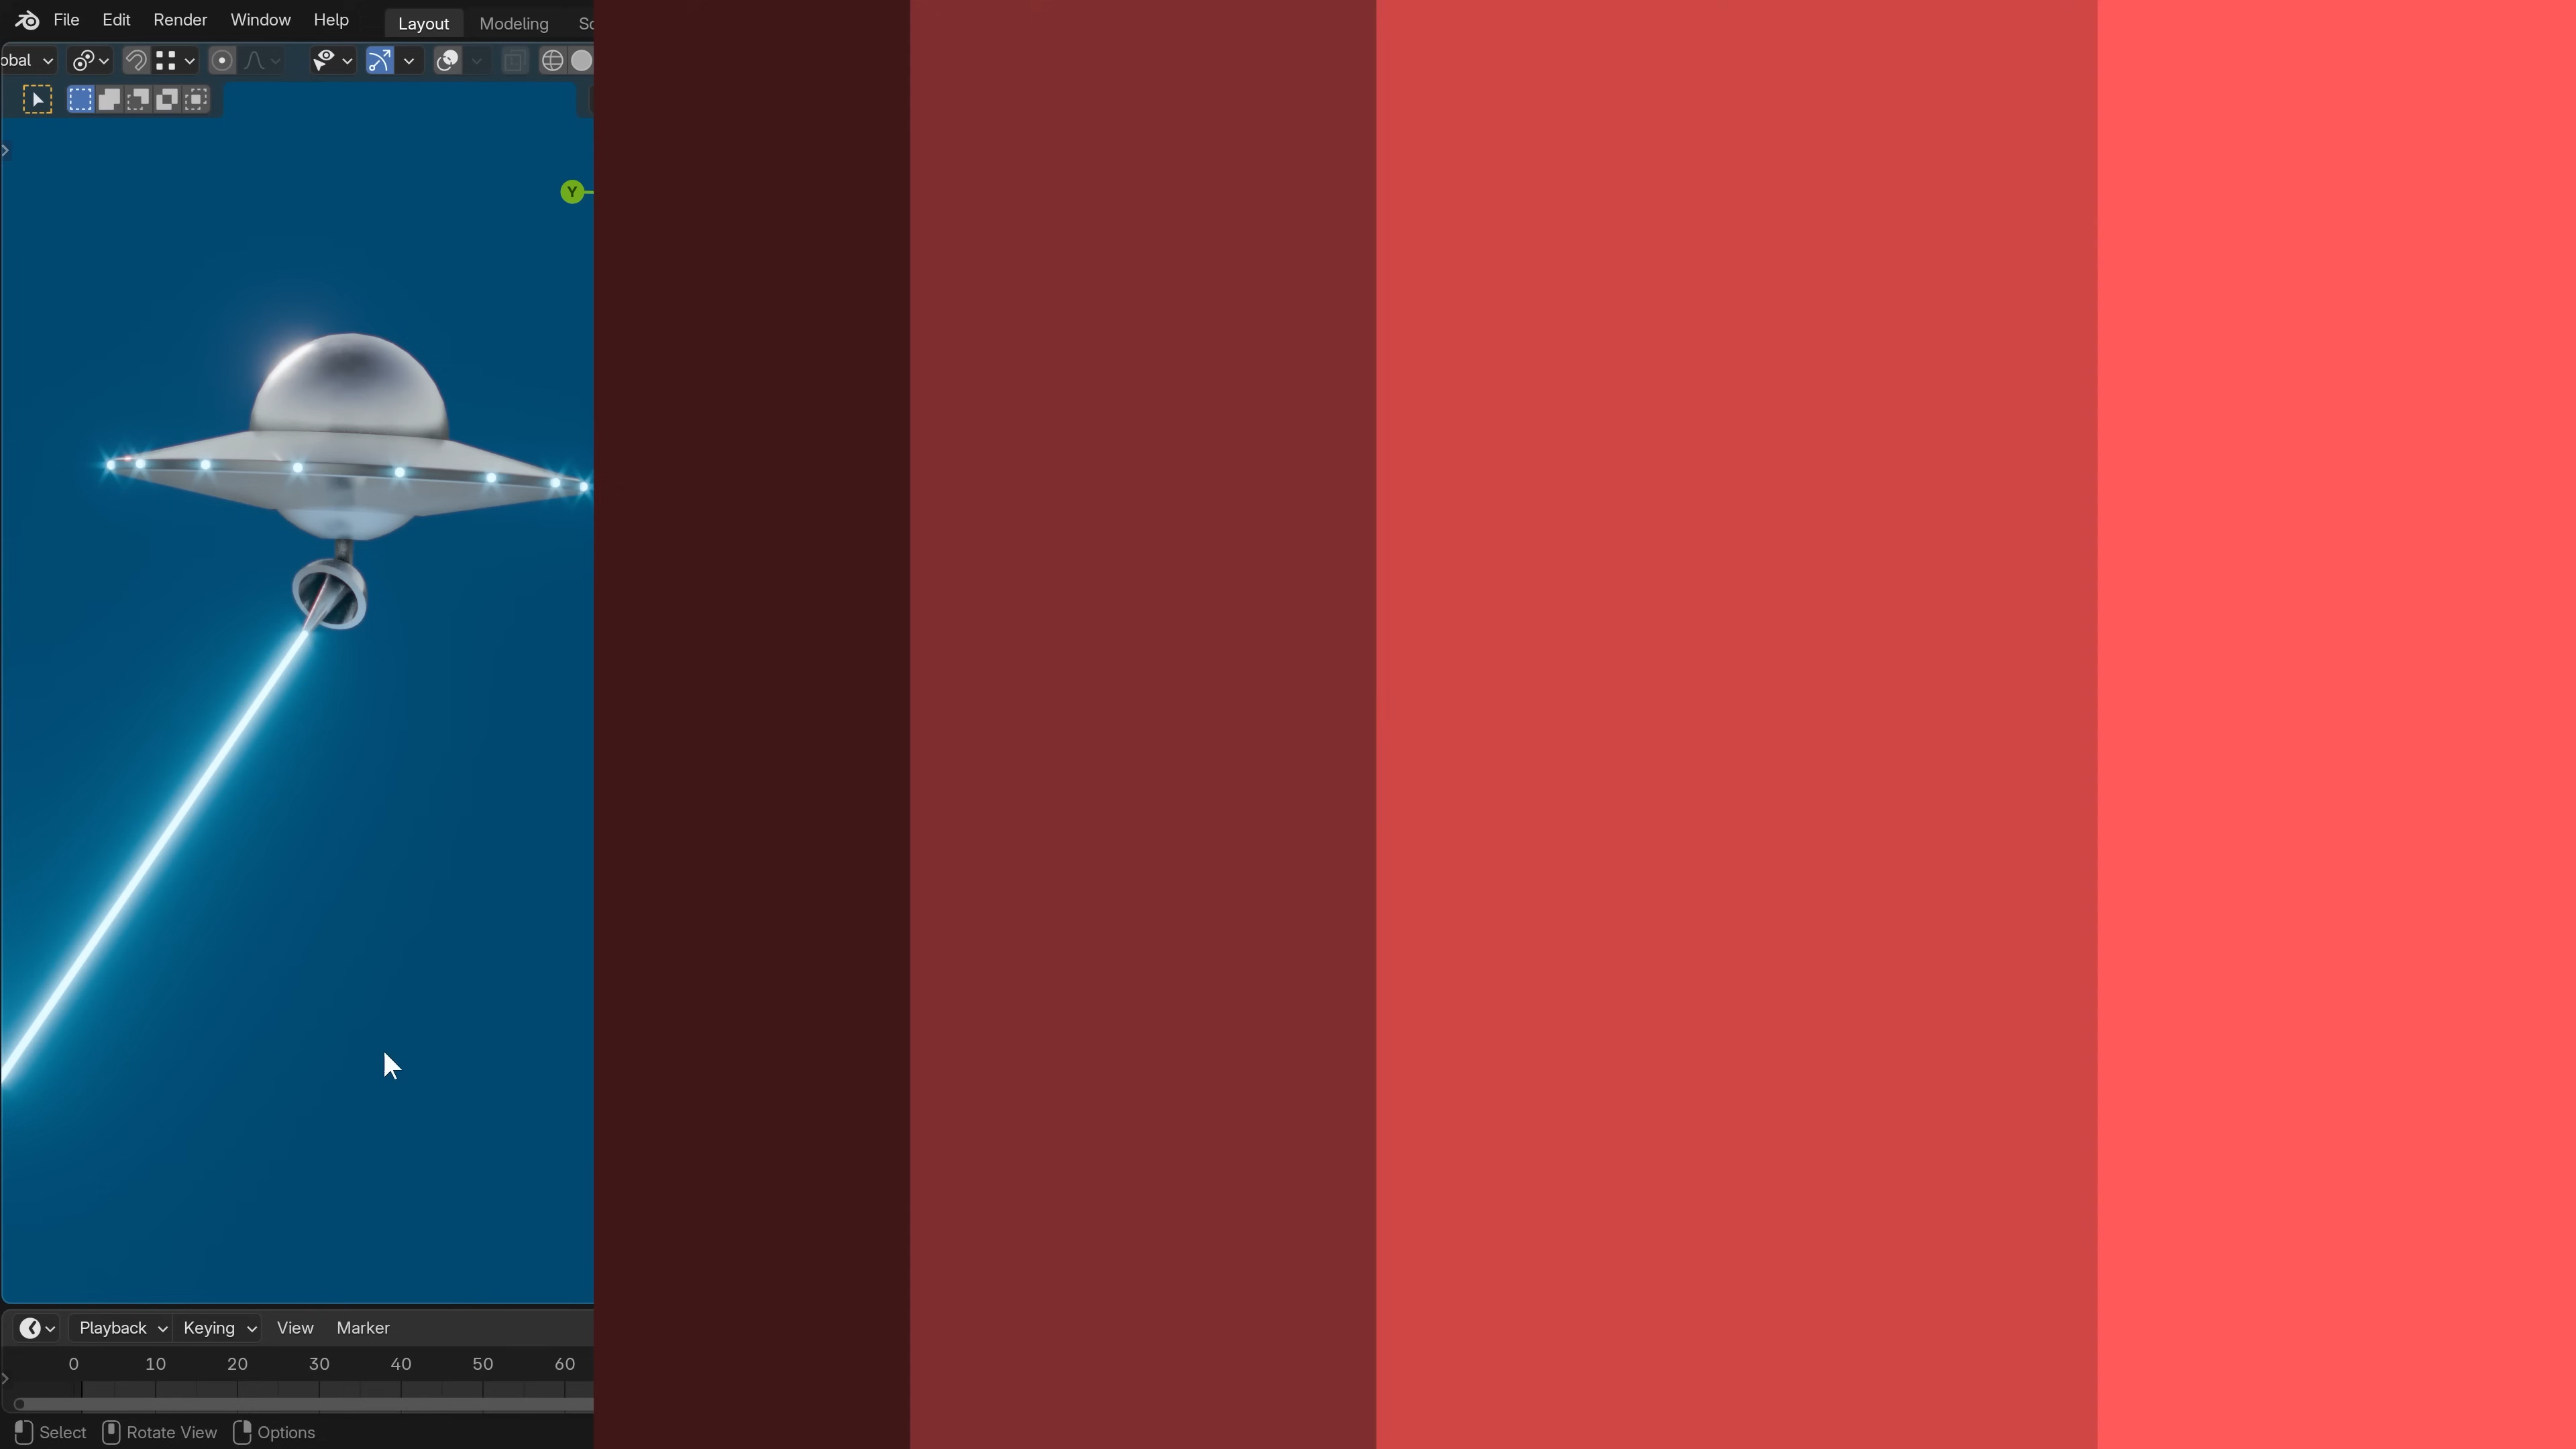 File Edit Render Window Help Layout Modeling
obal
Y
Playback Keying View Marker
0 10 20 30 40 50 60
Select Rotate View Options